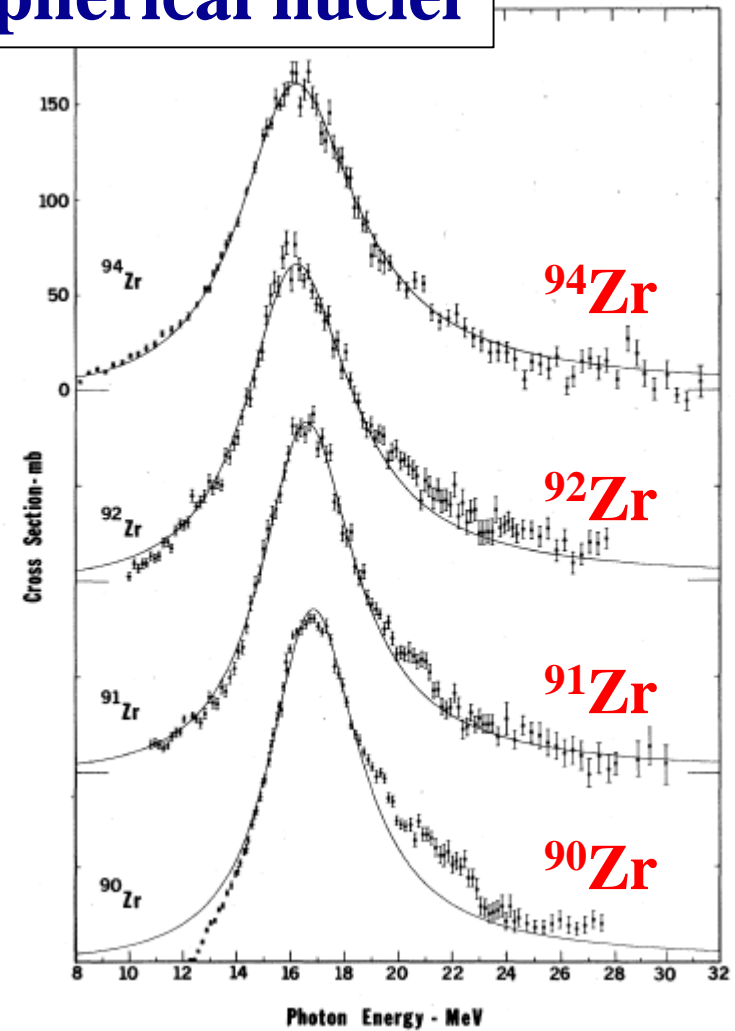 pherical nuclei
150
100
50
0
Cross Section-mb
⁹⁴Zr
⁹⁴Zr
⁹²Zr
⁹²Zr
⁹¹Zr
⁹¹Zr
⁹⁰Zr
⁹⁰Zr
8 10 12 14 16 18 20 22 24 26 28 30 32
Photon Energy - MeV